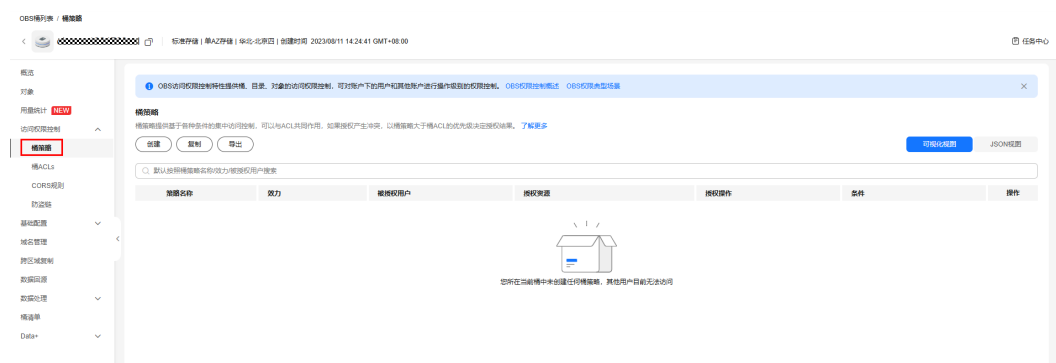 OBS桶列表 / 桶策略
标准存储 | 单AZ存储 | 华北-北京四 | 创建时间 2023/08/11 14:24:41 GMT+08:00
任务中心
概览
对象
用量统计 NEW
访问权限控制
桶策略
桶ACLs
CORS规则
防盗链
基础配置
域名管理
跨区域复制
数据回源
数据处理
桶清单
Data+
OBS访问权限控制特性提供桶、目录、对象的访问权限控制，可对账户下的用户和其他账户进行操作级别的权限控制。 OBS权限控制概述 OBS权限典型场景
桶策略
桶策略提供基于各种条件的集中访问控制，可以与ACL共同作用，如果授权产生冲突，以桶策略大于桶ACL的优先级决定授权结果。 了解更多
创建 复制 导出
可视化视图 JSON视图
默认按照桶策略名称/效力/被授权用户搜索
策略名称 效力 被授权用户 授权资源 授权操作 条件 操作
您所在当前桶中未创建任何桶策略，其他用户目前无法访问